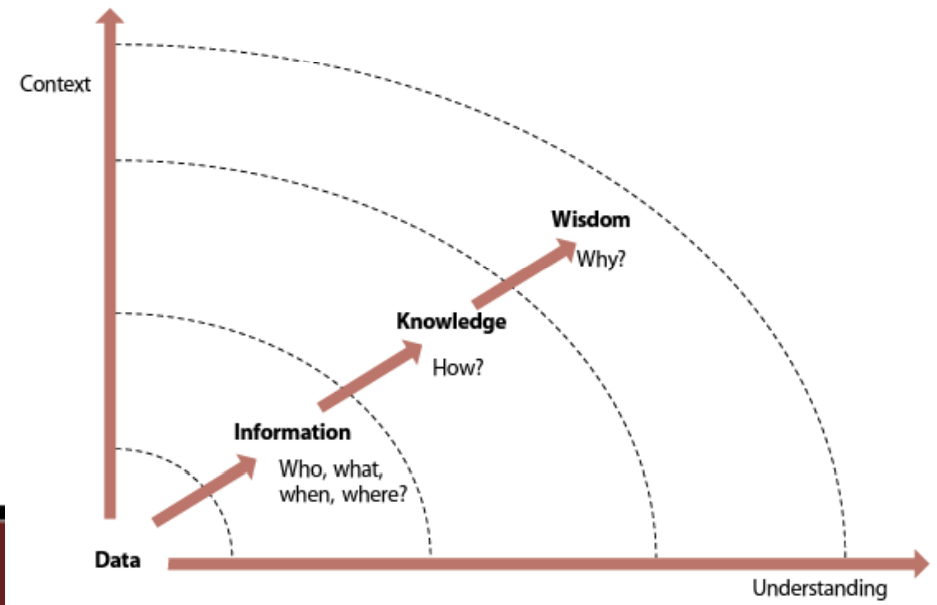 Context
Wisdom
Why?
Knowledge
How?
Information
Who, what,
when, where?
Data
Understanding